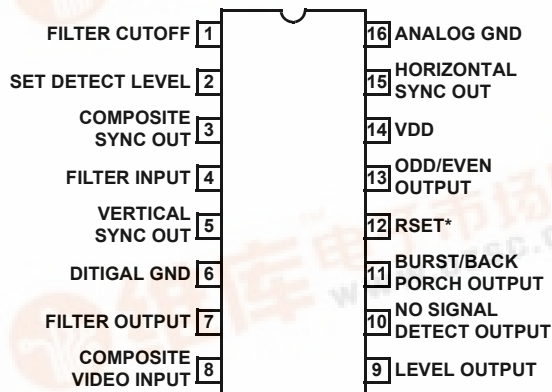 FILTER CUTOFF 1
SET DETECT LEVEL 2
COMPOSITE
SYNC OUT 3
FILTER INPUT 4
VERTICAL
SYNC OUT 5
DITIGAL GND 6
FILTER OUTPUT 7
COMPOSITE
VIDEO INPUT 8
16 ANALOG GND
15 HORIZONTAL
SYNC OUT
14 VDD
13 ODD/EVEN
OUTPUT
12 RSET*
11 BURST/BACK
PORCH OUTPUT
10 NO SIGNAL
DETECT OUTPUT
9 LEVEL OUTPUT